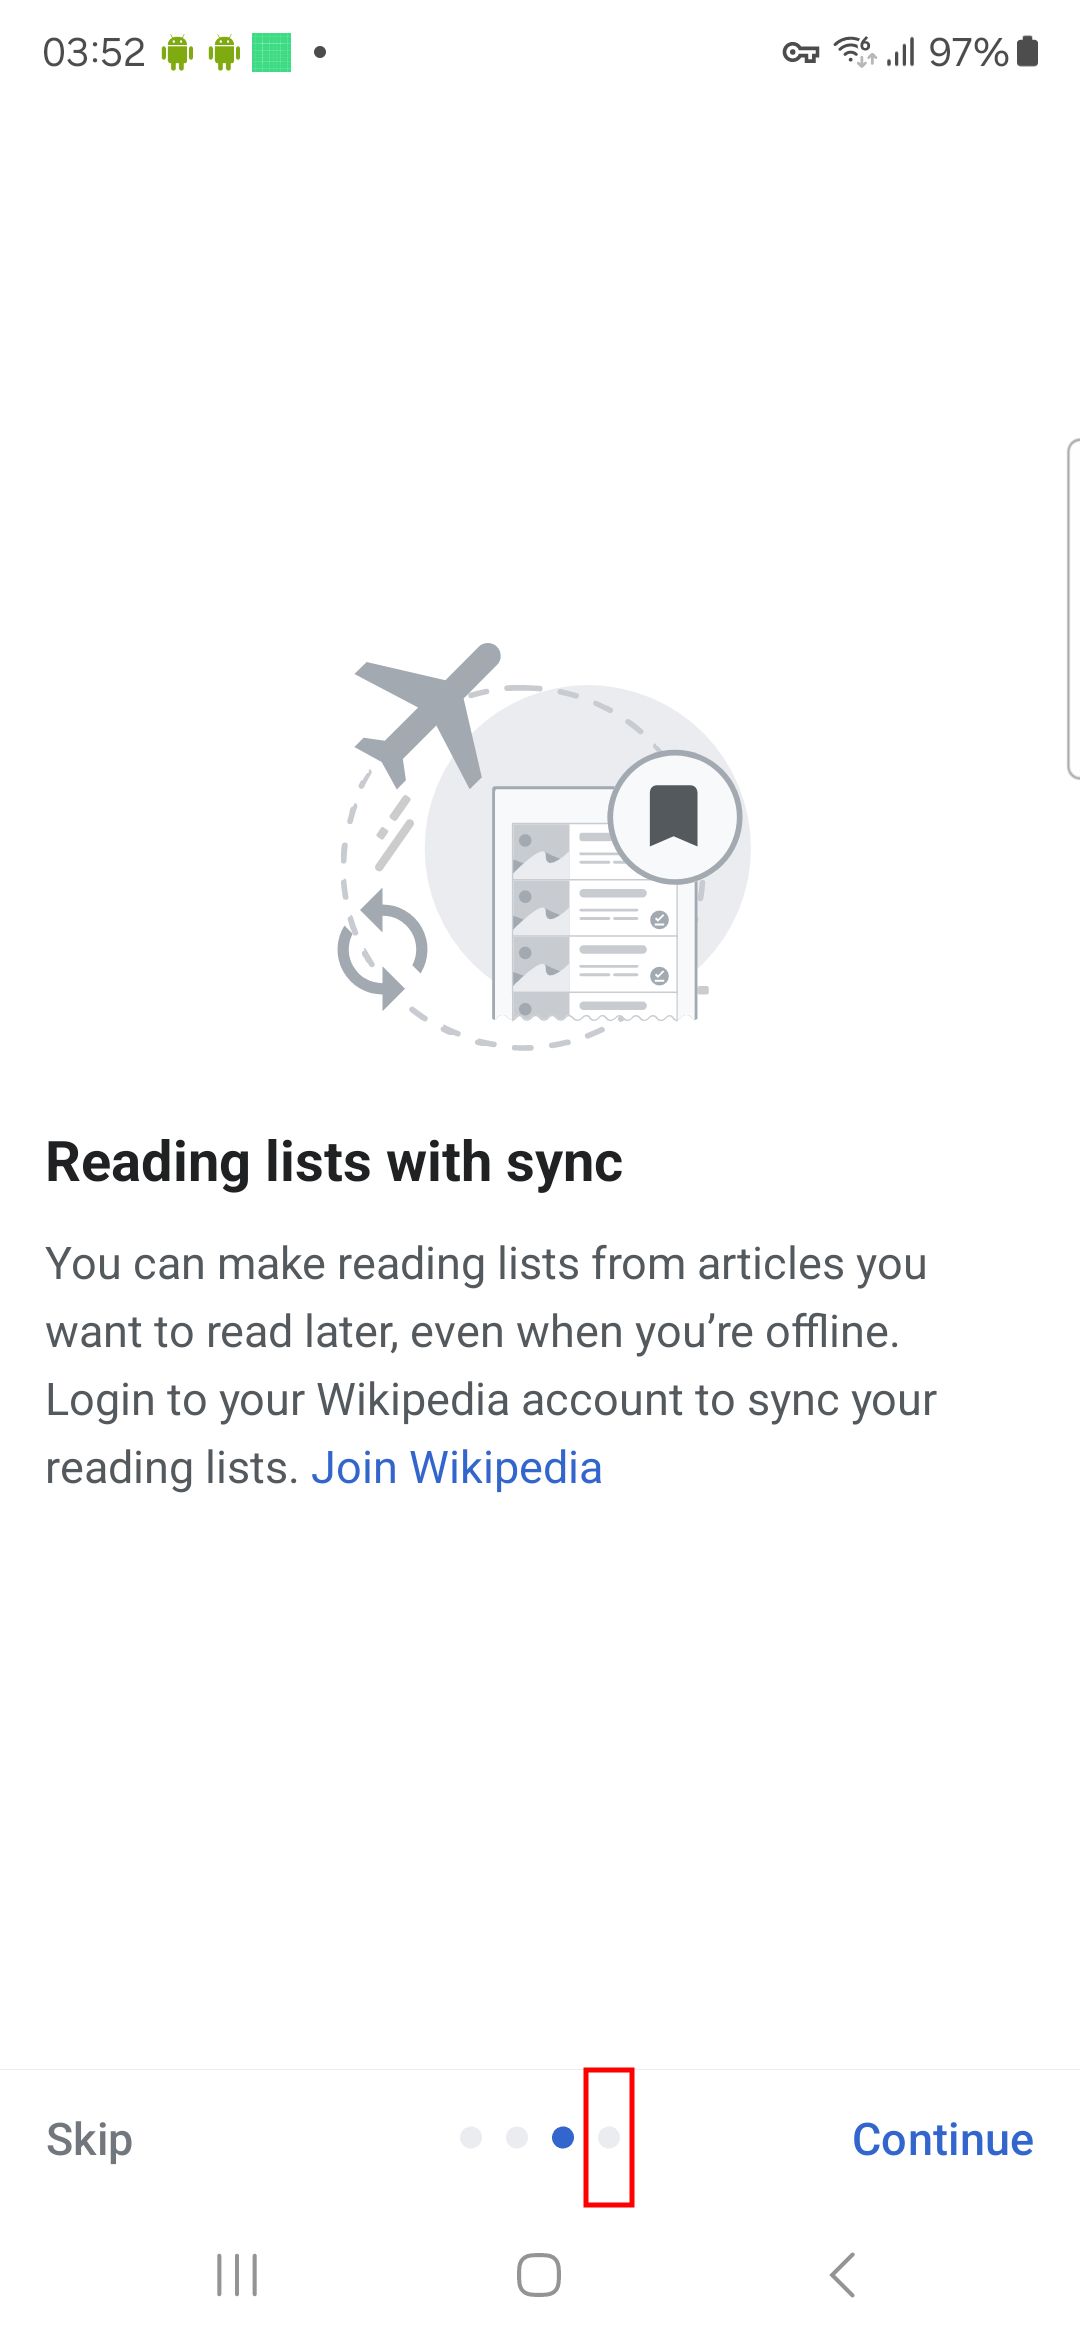 03:52
97%
Reading lists with sync
You can make reading lists from articles you
want to read later, even when you’re offline.
Login to your Wikipedia account to sync your
reading lists. Join Wikipedia
Skip
Continue